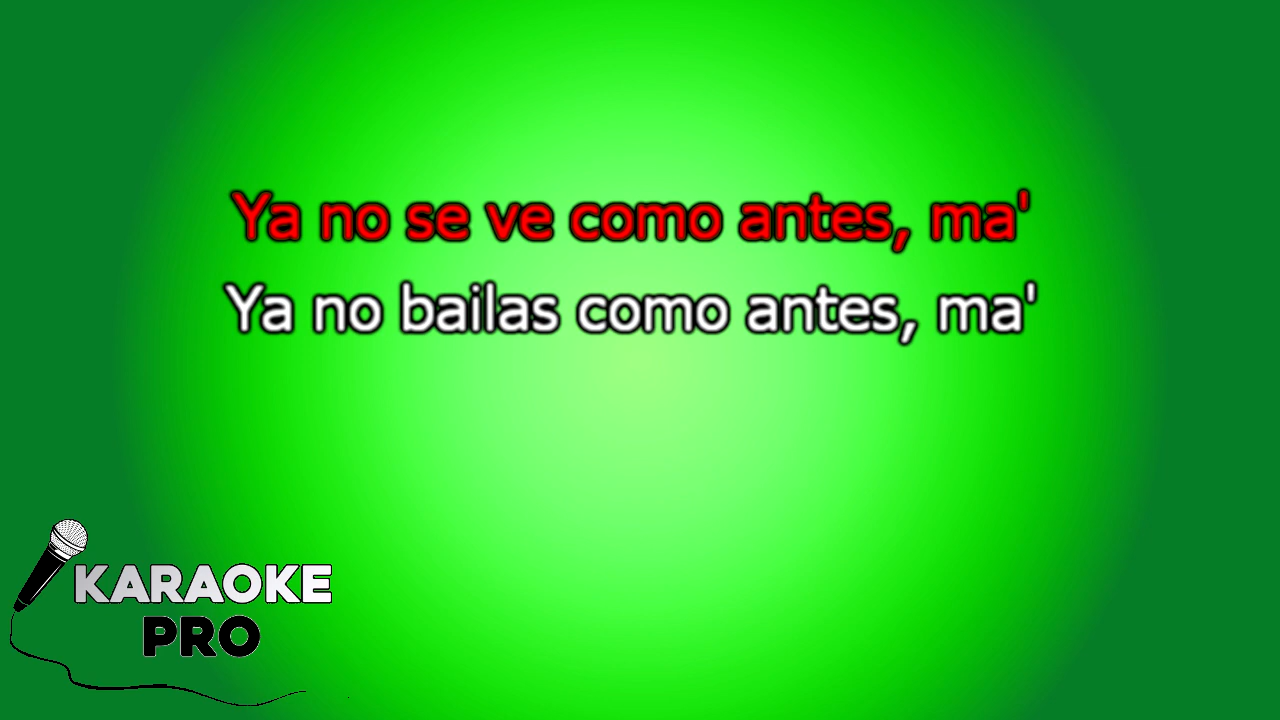 Ya no se ve como antes, ma'
Ya no bailas como antes, ma'
KARAOKE
PRO